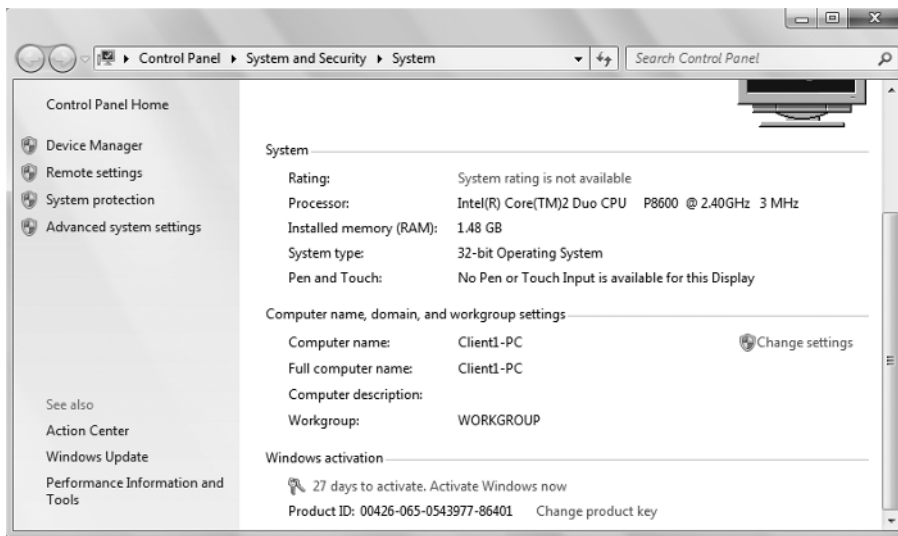 Control Panel ▸ System and Security ▸ System
Search Control Panel
Control Panel Home
Device Manager
Remote settings
System protection
Advanced system settings
See also
Action Center
Windows Update
Performance Information and
Tools
System
Rating: System rating is not available
Processor: Intel(R) Core(TM)2 Duo CPU P8600 @ 2.40GHz 3 MHz
Installed memory (RAM): 1.48 GB
System type: 32-bit Operating System
Pen and Touch: No Pen or Touch Input is available for this Display
Computer name, domain, and workgroup settings
Computer name: Client1-PC Change settings
Full computer name: Client1-PC
Computer description:
Workgroup: WORKGROUP
Windows activation
27 days to activate. Activate Windows now
Product ID: 00426-065-0543977-86401 Change product key